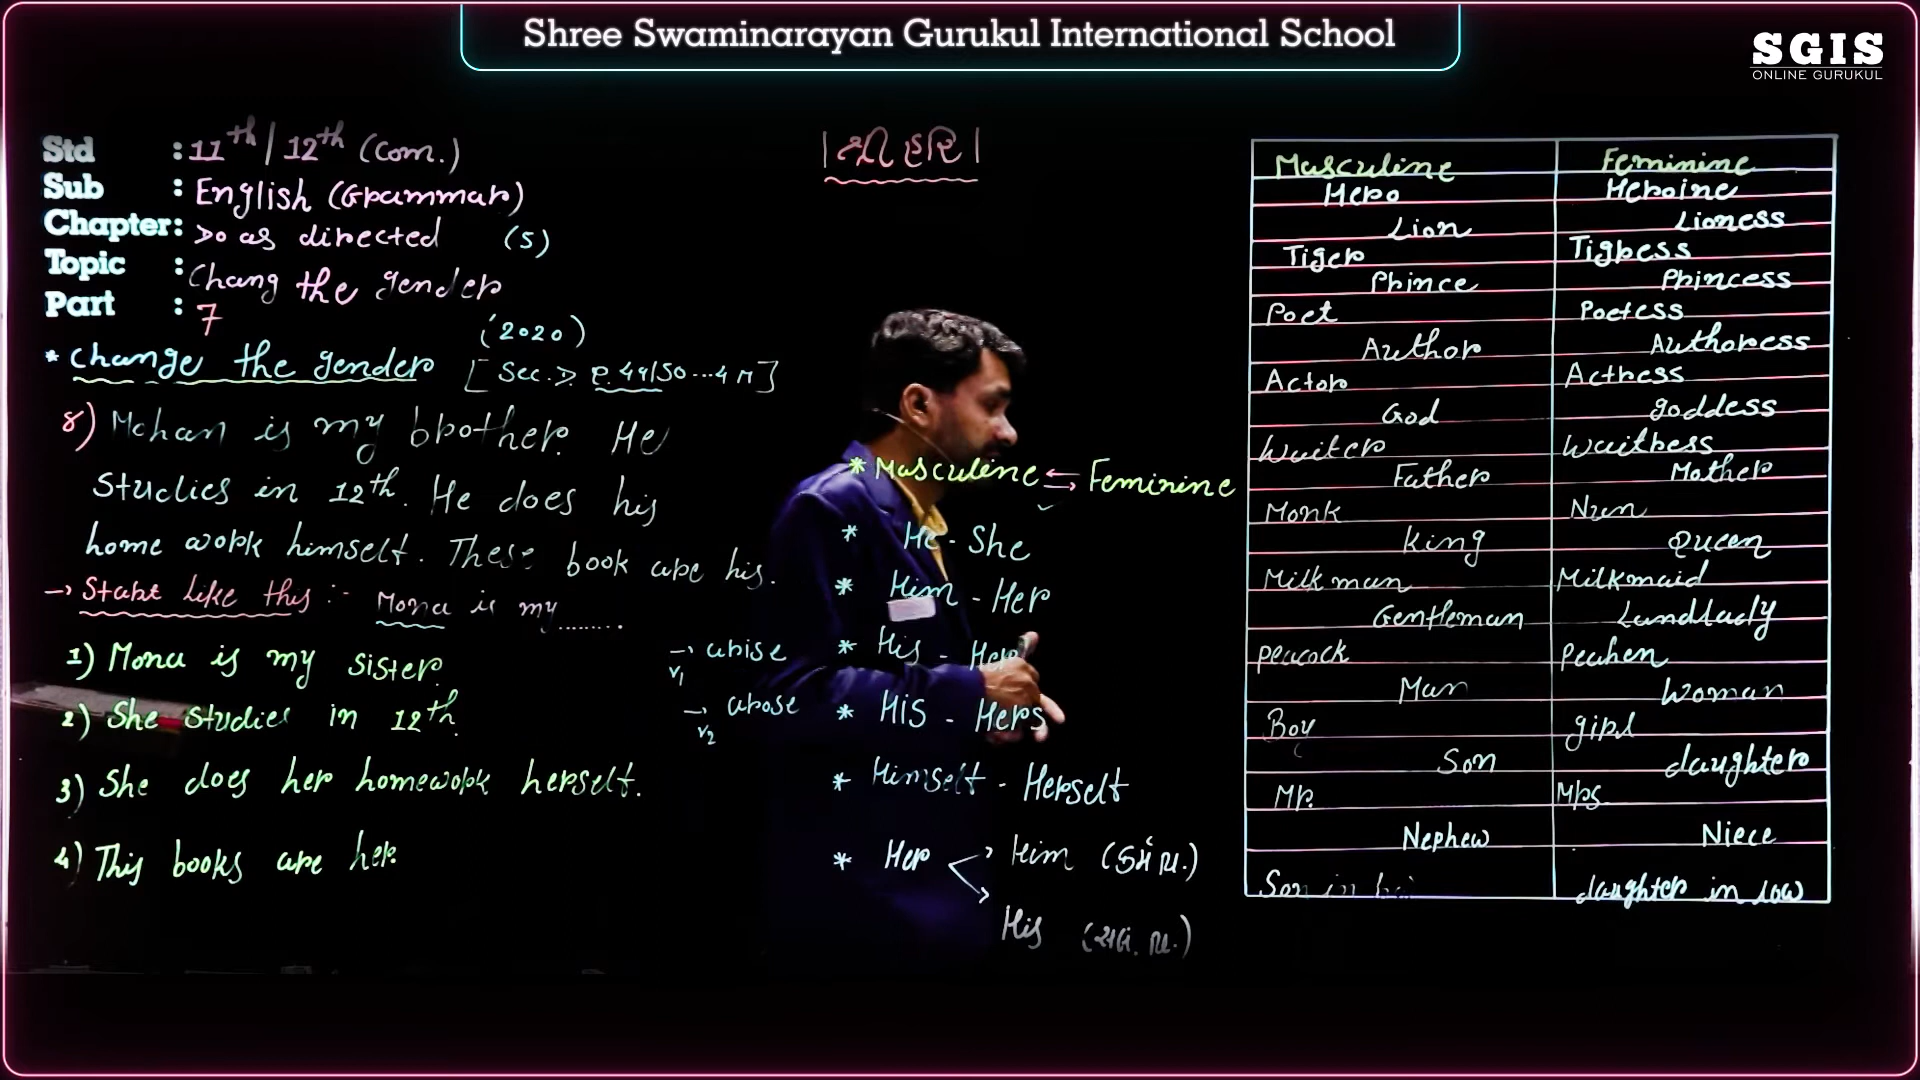 Shree Swaminarayan Gurukul International School
SGIS
ONLINE GURUKUL
Std : 11th / 12th (Com.)
Sub : English (Grammar)
Chapter: Do as directed (5)
Topic : Chang the gender
Part : 7
|શ્રી હરિ|
(2020)
* Change the gender [Sec. D P. 49/50...4 M]
8) Mohan is my brother. He
Studies in 12th. He does his
home work himself. These book are his.
→ Start like this :- Mona is my........
1) Mona is my sister.
2) She studies in 12th.
3) She does her homework herself.
4) This books are her
→ arise
V1
→ arose
V2
* Masculine ⇆ Feminine
* He - She
* Him - Her
* His - Her
* His - Hers
* Himself - Herself
* Her → Him (કર્મ વિ.)
→ His
Masculine Feminine
Hero Heroine
Lion Lioness
Tiger Tigress
Prince Princess
Poet Poetess
Author Authoress
Actor Actress
God goddess
Waiter Waitress
Father Mother
Monk Nun
King Queen
Milkman Milkmaid
Gentleman Landlady
Peacock Peahen
Man Woman
Boy girl
Son daughter
Mr. Mrs.
Nephew Niece
Son in daughter in low